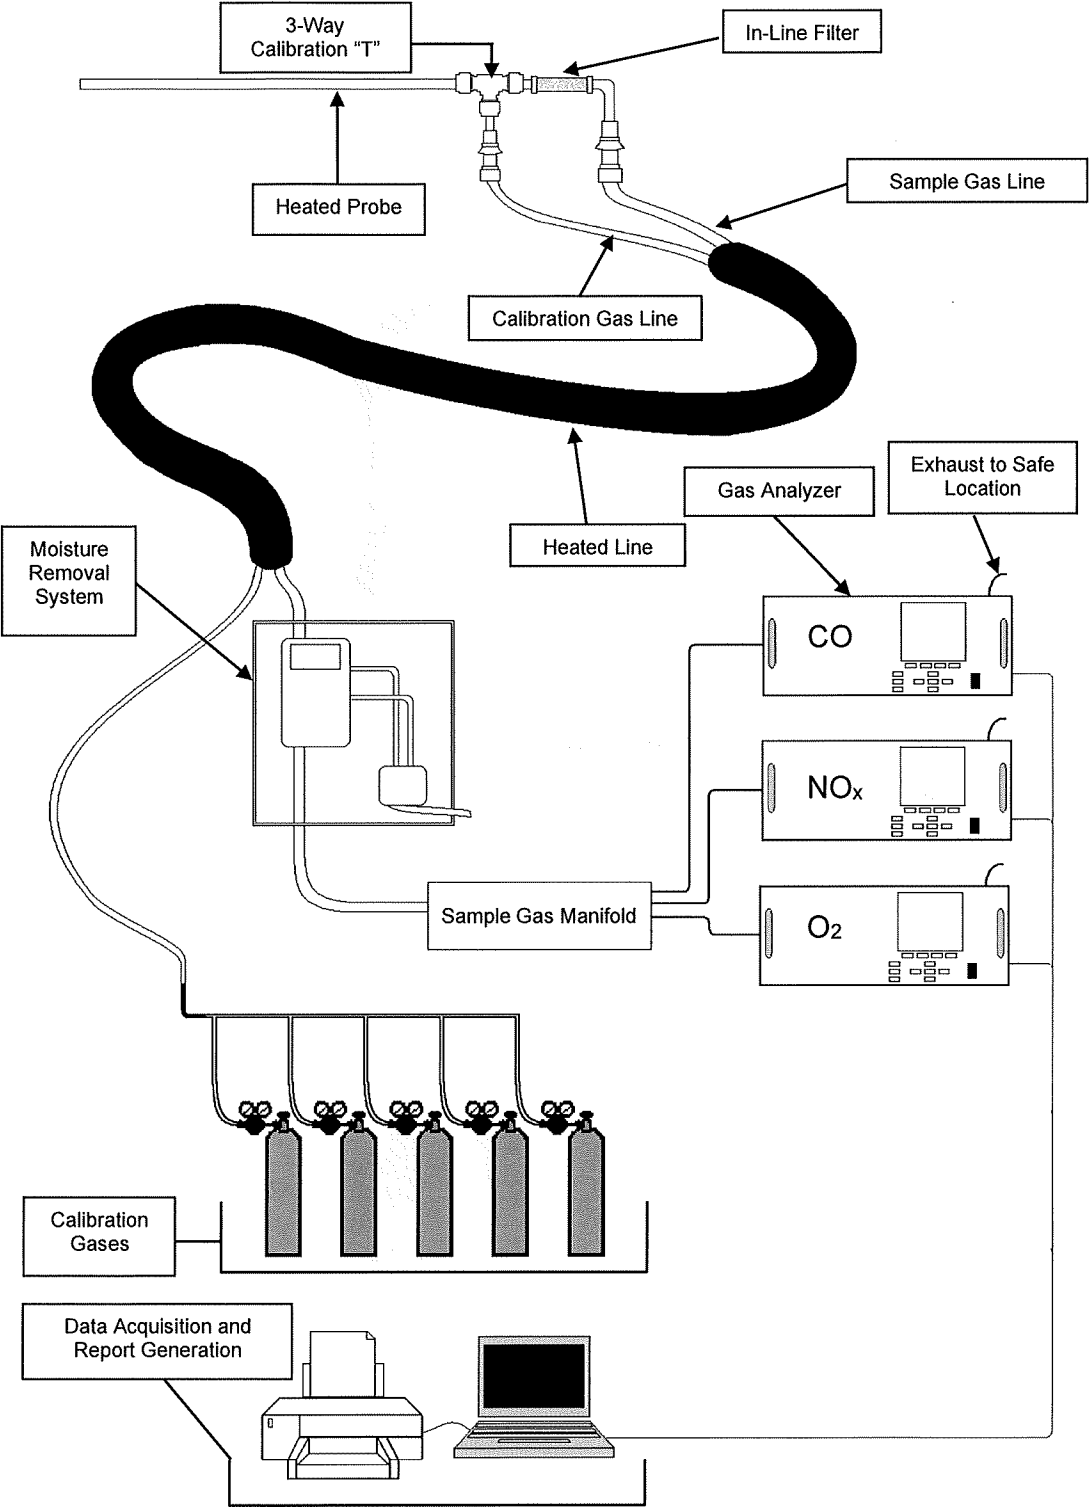 3-Way
Calibration “T”
In-Line Filter
Sample Gas Line
Heated Probe
Calibration Gas Line
Exhaust to Safe
Location
Gas Analyzer
Heated Line
Moisture
Removal
System
CO
NOx
O2
Sample Gas Manifold
Calibration
Gases
Data Acquisition and
Report Generation